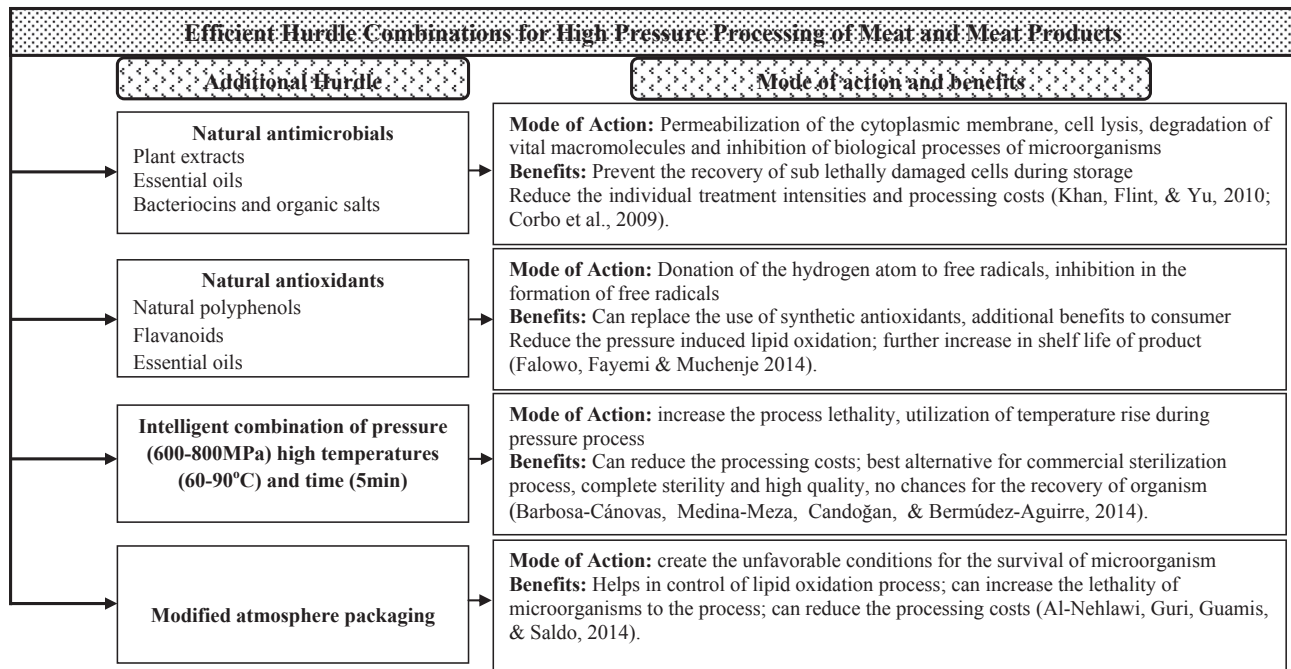 Efficient Hurdle Combinations for High Pressure Processing of Meat and Meat Products
Additional Hurdle
Mode of action and benefits
Natural antimicrobials
Plant extracts
Essential oils
Bacteriocins and organic salts
Mode of Action: Permeabilization of the cytoplasmic membrane, cell lysis, degradation of
vital macromolecules and inhibition of biological processes of microorganisms
Benefits: Prevent the recovery of sub lethally damaged cells during storage
Reduce the individual treatment intensities and processing costs (Khan, Flint, & Yu, 2010;
Corbo et al., 2009).
Natural antioxidants
Natural polyphenols
Flavanoids
Essential oils
Mode of Action: Donation of the hydrogen atom to free radicals, inhibition in the
formation of free radicals
Benefits: Can replace the use of synthetic antioxidants, additional benefits to consumer
Reduce the pressure induced lipid oxidation; further increase in shelf life of product
(Falowo, Fayemi & Muchenje 2014).
Intelligent combination of pressure
(600-800MPa) high temperatures
(60-90°C) and time (5min)
Mode of Action: increase the process lethality, utilization of temperature rise during
pressure process
Benefits: Can reduce the processing costs; best alternative for commercial sterilization
process, complete sterility and high quality, no chances for the recovery of organism
(Barbosa-Cánovas, Medina-Meza, Candoğan, & Bermúdez-Aguirre, 2014).
Modified atmosphere packaging
Mode of Action: create the unfavorable conditions for the survival of microorganism
Benefits: Helps in control of lipid oxidation process; can increase the lethality of
microorganisms to the process; can reduce the processing costs (Al-Nehlawi, Guri, Guamis,
& Saldo, 2014).